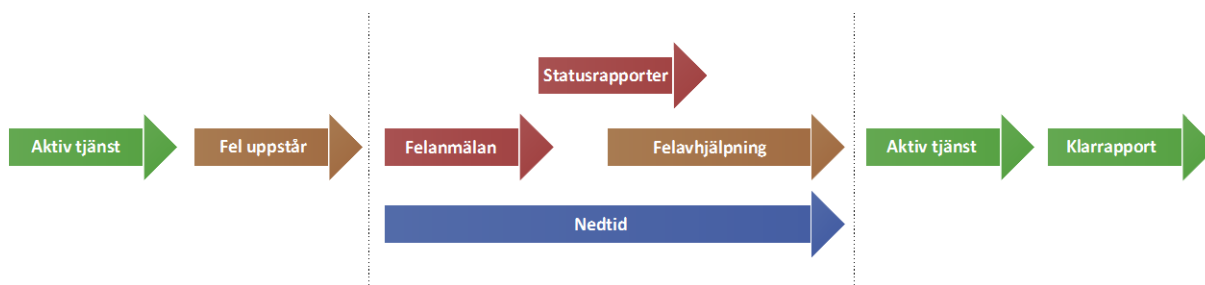 Statusrapporter
Aktiv tjänst
Fel uppstår
Felanmälan
Felavhjälpning
Aktiv tjänst
Klarrapport
Nedtid